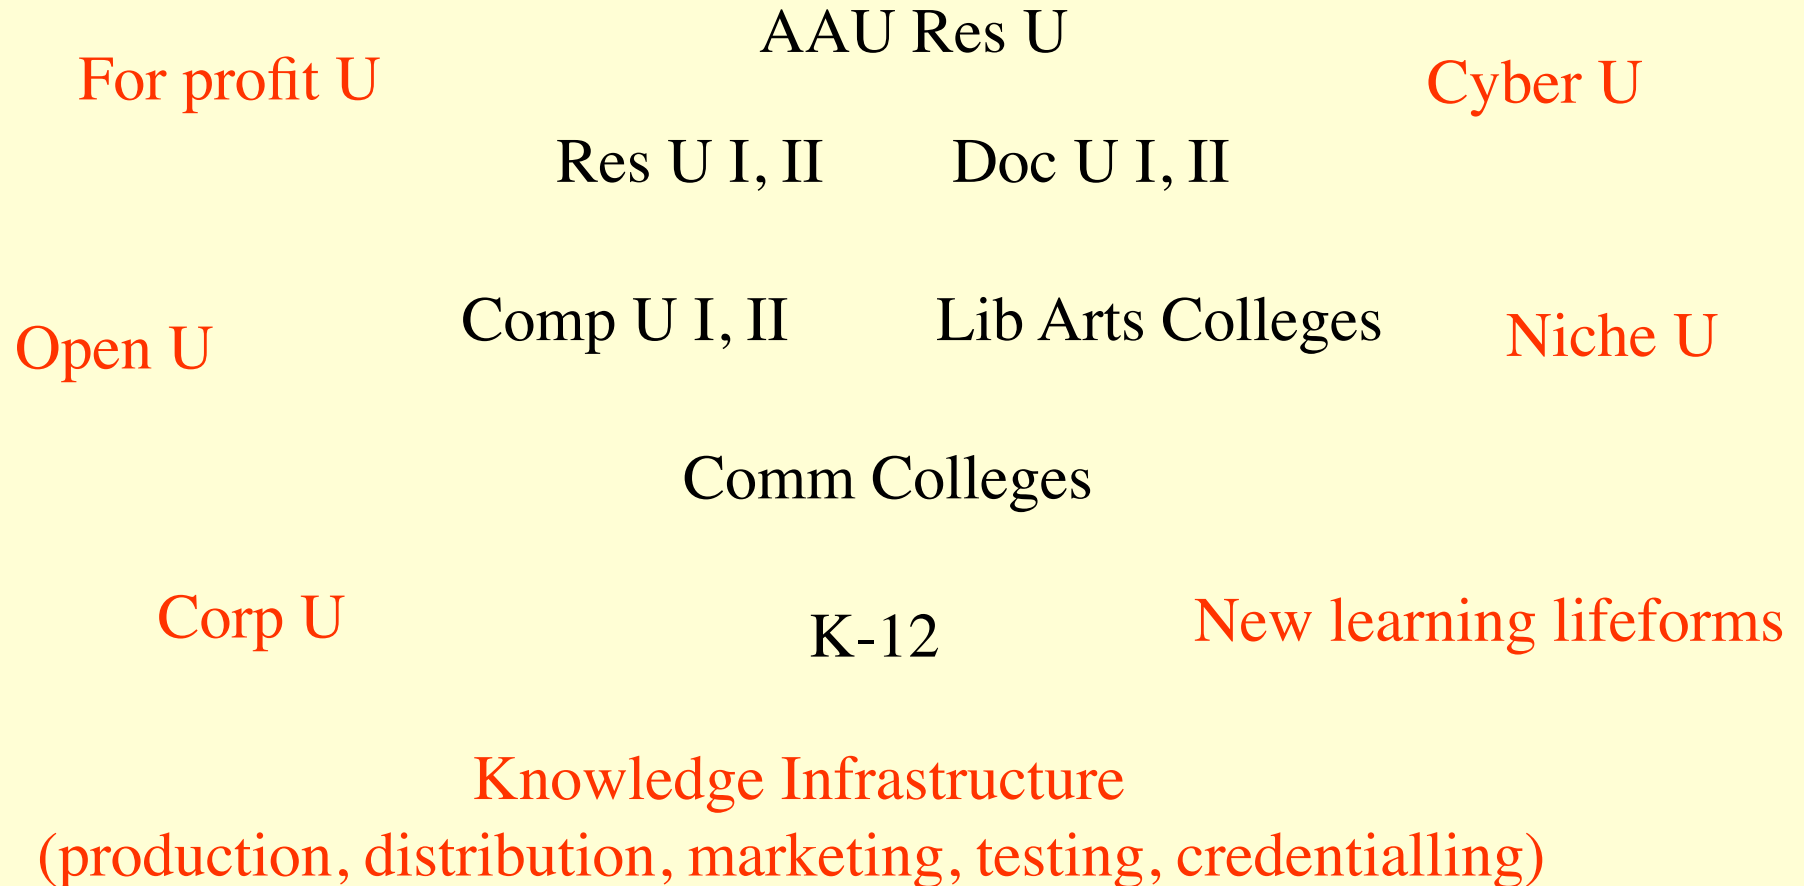 AAU Res U
For profit U
Cyber U
Res U I, II
Doc U I, II
Comp U I, II
Lib Arts Colleges
Open U
Niche U
Comm Colleges
Corp U
K-12
New learning lifeforms
Knowledge Infrastructure
(production, distribution, marketing, testing, credentialling)